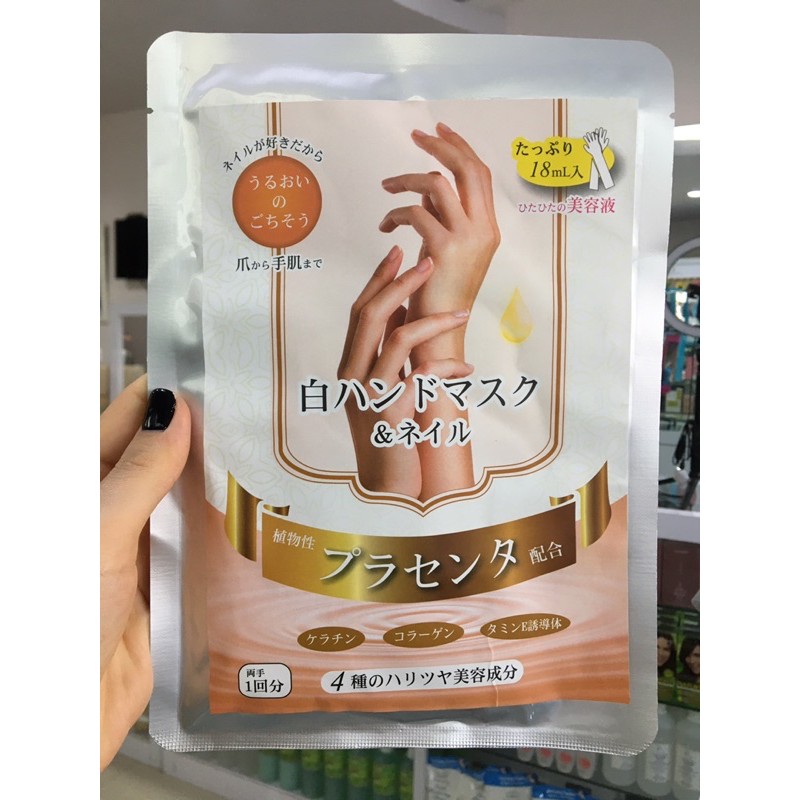 ネイルが好きだから
うるおい
の
ごちそう
爪から手肌まで
たっぷり
18mL入
ひたひたの美容液
白ハンドマスク
&ネイル
植物性
プラセンタ
配合
ケラチン
コラーゲン
タミンE誘導体
両手
1回分
4種のハリツヤ美容成分